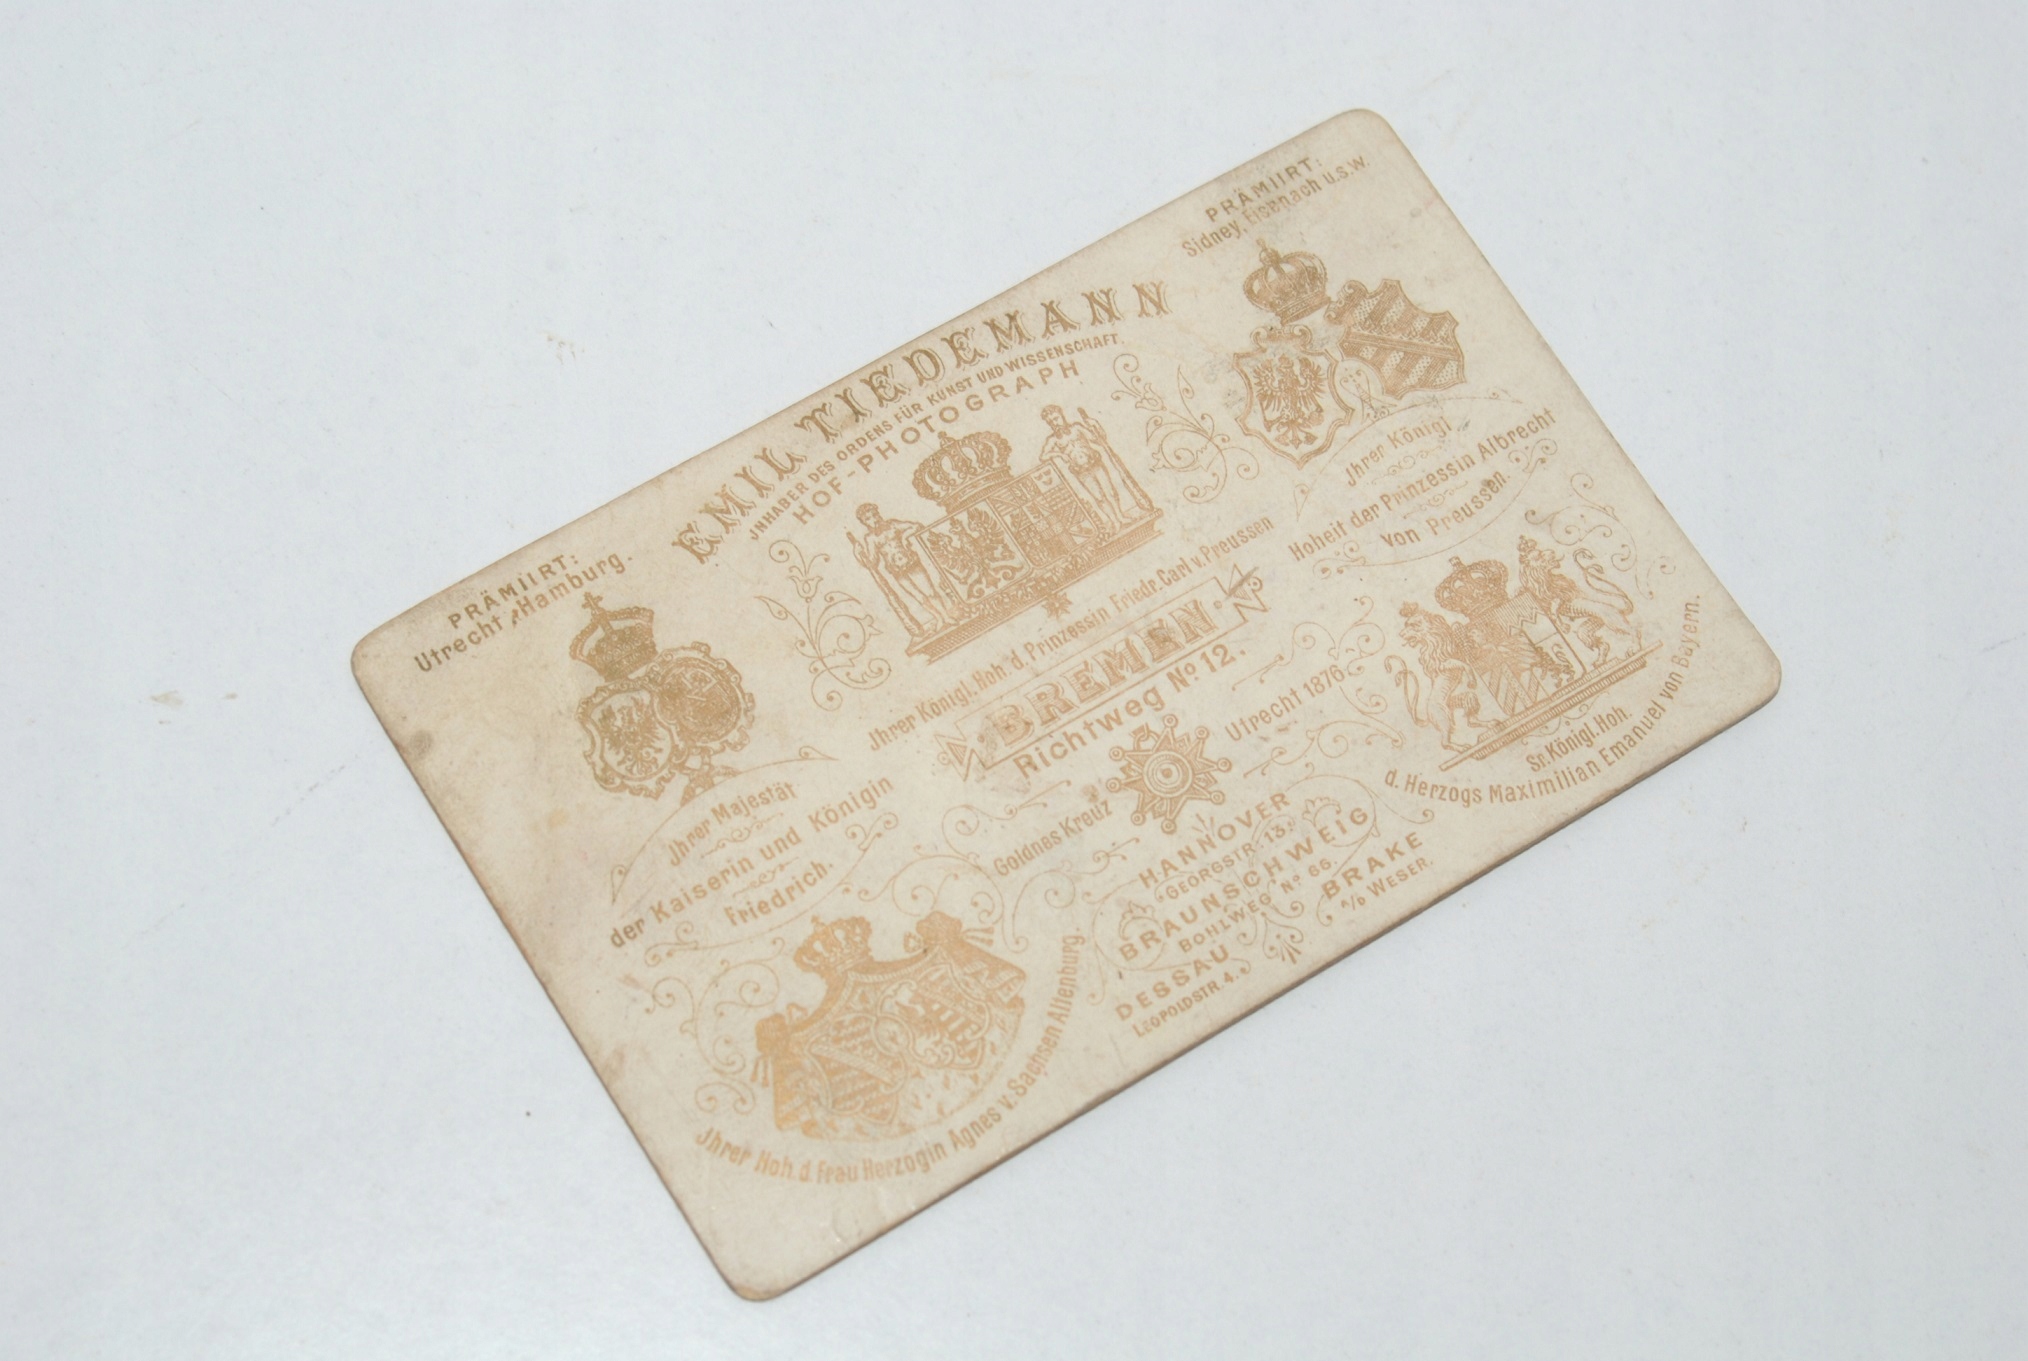 PRÄMIIRT:
Utrecht, Hamburg.
EMIL TIEDEMANN
JNHABER DES ORDENS FÜR KUNST UND WISSENSCHAFT
HOF-PHOTOGRAPH
PRÄMIIRT:
Sidney, Eisenach u.s.w.
Jhrer Königl. Hoh. d. Prinzessin Friedr. Carl v. Preussen
BREMEN
Richtweg No 12.
Jhrer Majestät
der Kaiserin und Königin
Friedrich.
Jhrer Königl.
Hoheit der Prinzessin Albrecht
von Preussen.
Goldnes Kreuz
Utrecht 1876.
Jhrer Hoh. d. Frau Herzogin Agnes v. Sachsen Altenburg.
Sr. Königl. Hoh.
d. Herzogs Maximilian Emanuel von Bayern.
HANNOVER
GEORGSTR. 13.
BRAUNSCHWEIG
BOHLWEG No 66.
DESSAU
LEOPOLDSTR. 4.
BRAKE
a/D WESER.